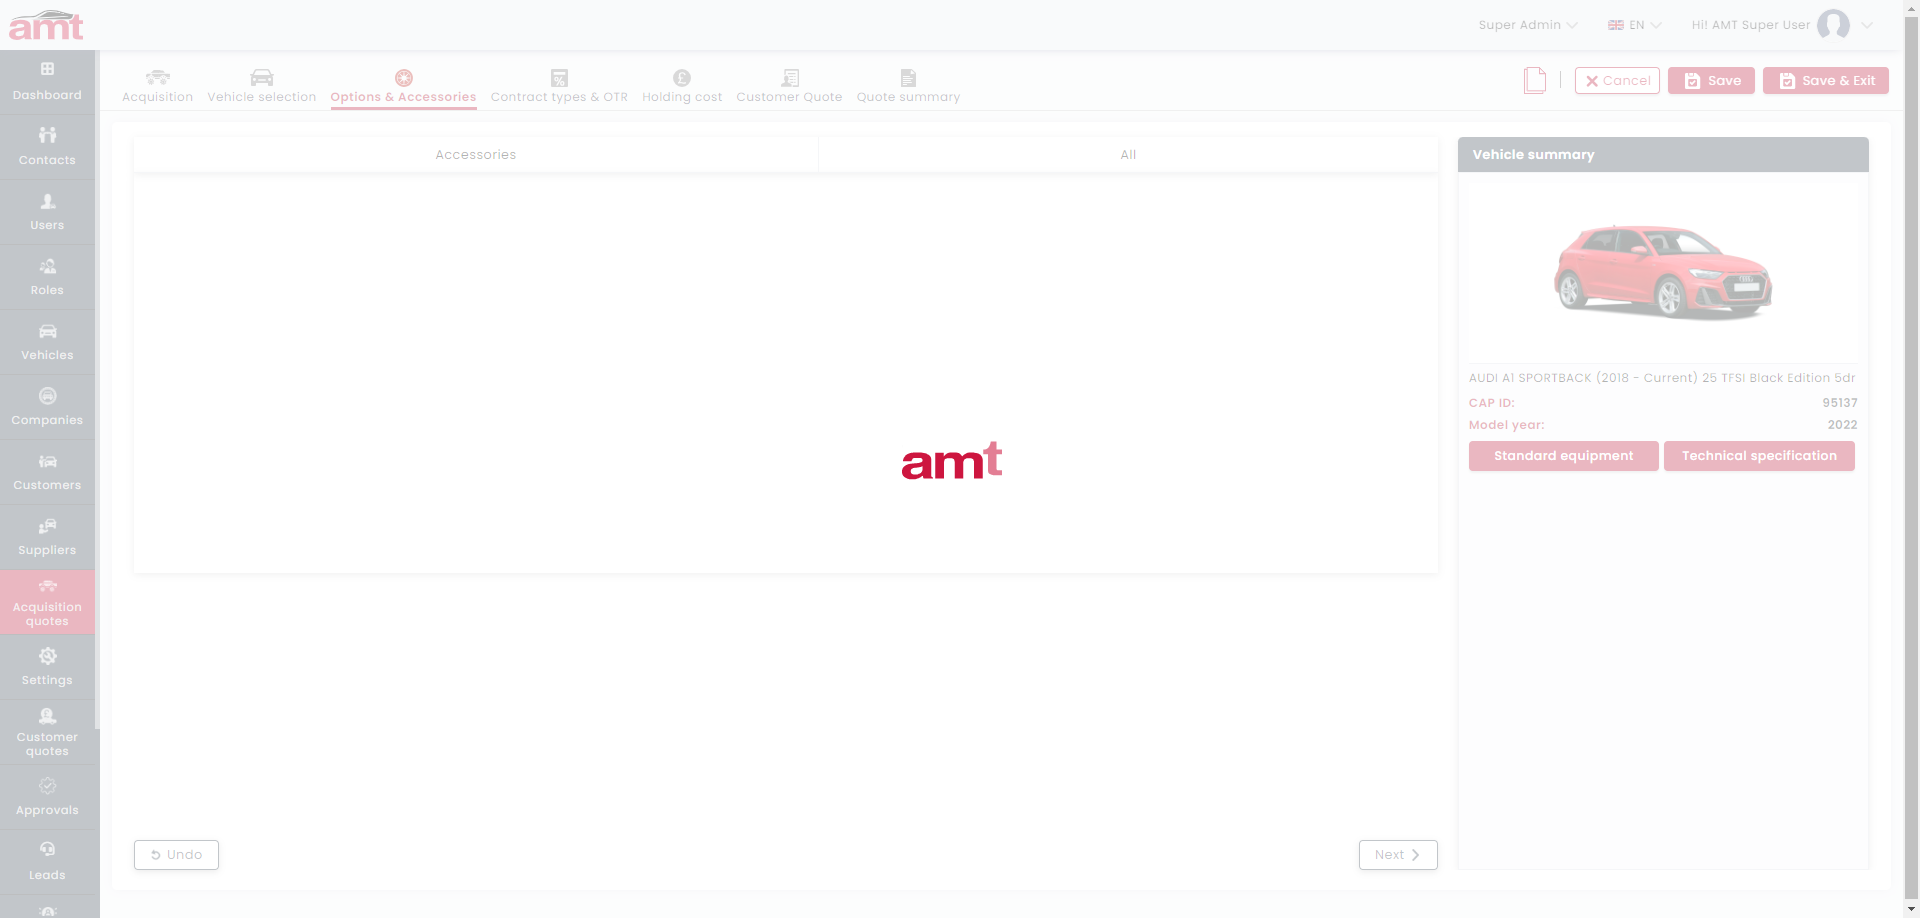 amt
Super Admin
EN
Hi! AMT Super User
Dashboard
Contacts
Users
Roles
Vehicles
Companies
Customers
Suppliers
Acquisition
quotes
Settings
Customer
quotes
Approvals
Leads
Acquisition
Vehicle selection
Options & Accessories
Contract types & OTR
Holding cost
Customer Quote
Quote summary
Cancel
Save
Save & Exit
Accessories
All
amt
Undo
Next
Vehicle summary
AUDI A1 SPORTBACK (2018 - Current) 25 TFSI Black Edition 5dr
CAP ID: 95137
Model year: 2022
Standard equipment
Technical specification